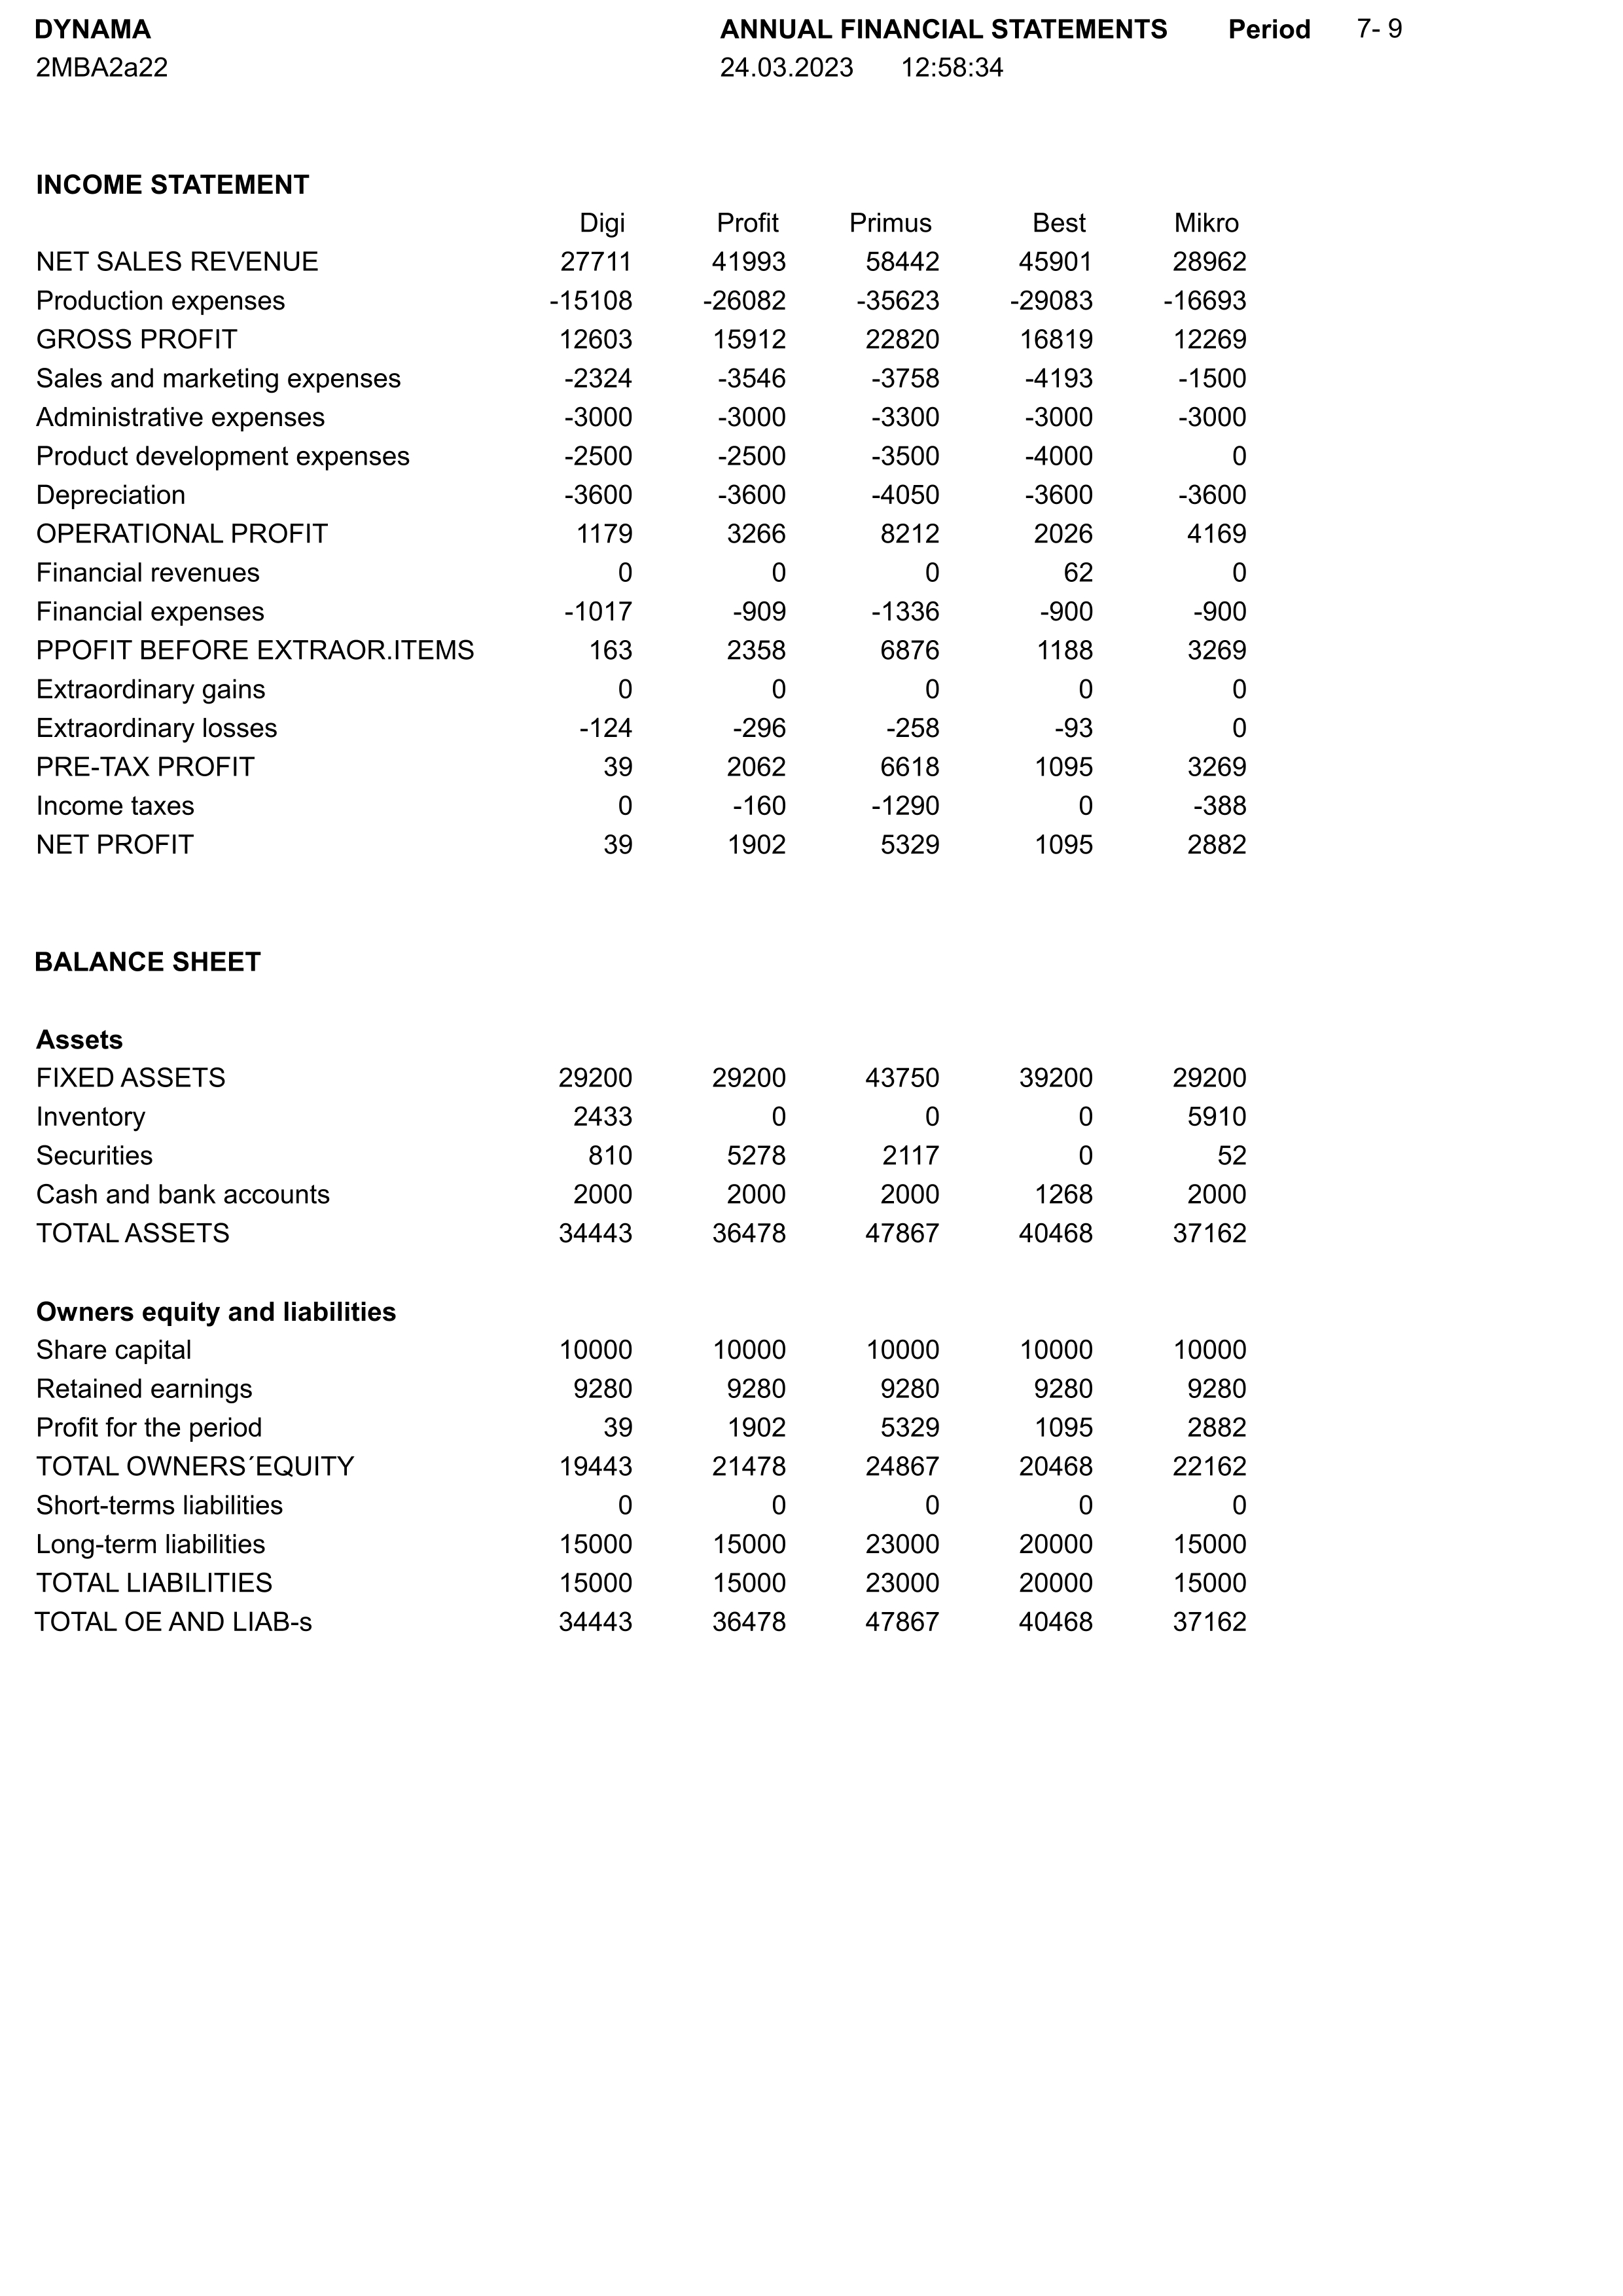 DYNAMA ANNUAL FINANCIAL STATEMENTS Period 7- 9
2MBA2a22 24.03.2023 12:58:34
INCOME STATEMENT
Digi Profit Primus Best Mikro
NET SALES REVENUE 27711 41993 58442 45901 28962
Production expenses -15108 -26082 -35623 -29083 -16693
GROSS PROFIT 12603 15912 22820 16819 12269
Sales and marketing expenses -2324 -3546 -3758 -4193 -1500
Administrative expenses -3000 -3000 -3300 -3000 -3000
Product development expenses -2500 -2500 -3500 -4000 0
Depreciation -3600 -3600 -4050 -3600 -3600
OPERATIONAL PROFIT 1179 3266 8212 2026 4169
Financial revenues 0 0 0 62 0
Financial expenses -1017 -909 -1336 -900 -900
PPOFIT BEFORE EXTRAOR.ITEMS 163 2358 6876 1188 3269
Extraordinary gains 0 0 0 0 0
Extraordinary losses -124 -296 -258 -93 0
PRE-TAX PROFIT 39 2062 6618 1095 3269
Income taxes 0 -160 -1290 0 -388
NET PROFIT 39 1902 5329 1095 2882
BALANCE SHEET
Assets
FIXED ASSETS 29200 29200 43750 39200 29200
Inventory 2433 0 0 0 5910
Securities 810 5278 2117 0 52
Cash and bank accounts 2000 2000 2000 1268 2000
TOTAL ASSETS 34443 36478 47867 40468 37162
Owners equity and liabilities
Share capital 10000 10000 10000 10000 10000
Retained earnings 9280 9280 9280 9280 9280
Profit for the period 39 1902 5329 1095 2882
TOTAL OWNERS´EQUITY 19443 21478 24867 20468 22162
Short-terms liabilities 0 0 0 0 0
Long-term liabilities 15000 15000 23000 20000 15000
TOTAL LIABILITIES 15000 15000 23000 20000 15000
TOTAL OE AND LIAB-s 34443 36478 47867 40468 37162